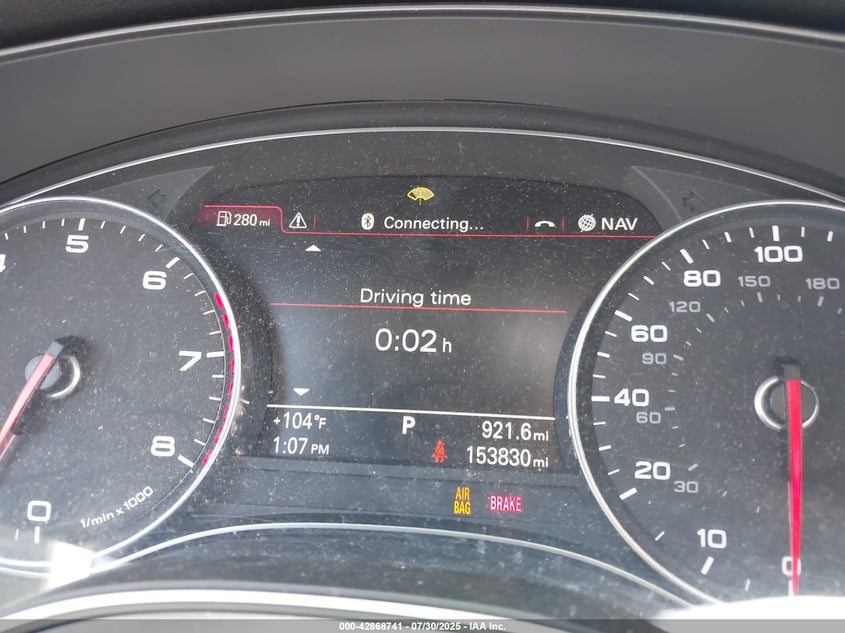 280 mi
Connecting...
NAV
Driving time
0:02 h
+104°F
P
921.6 mi
1:07 PM
153830 mi
AIR
BAG
BRAKE
5
6
7
8
0
1/min x 1000
100
80
60
40
20
10
0
180
150
120
90
60
30
000-42868741 - 07/30/2025 - IAA Inc.